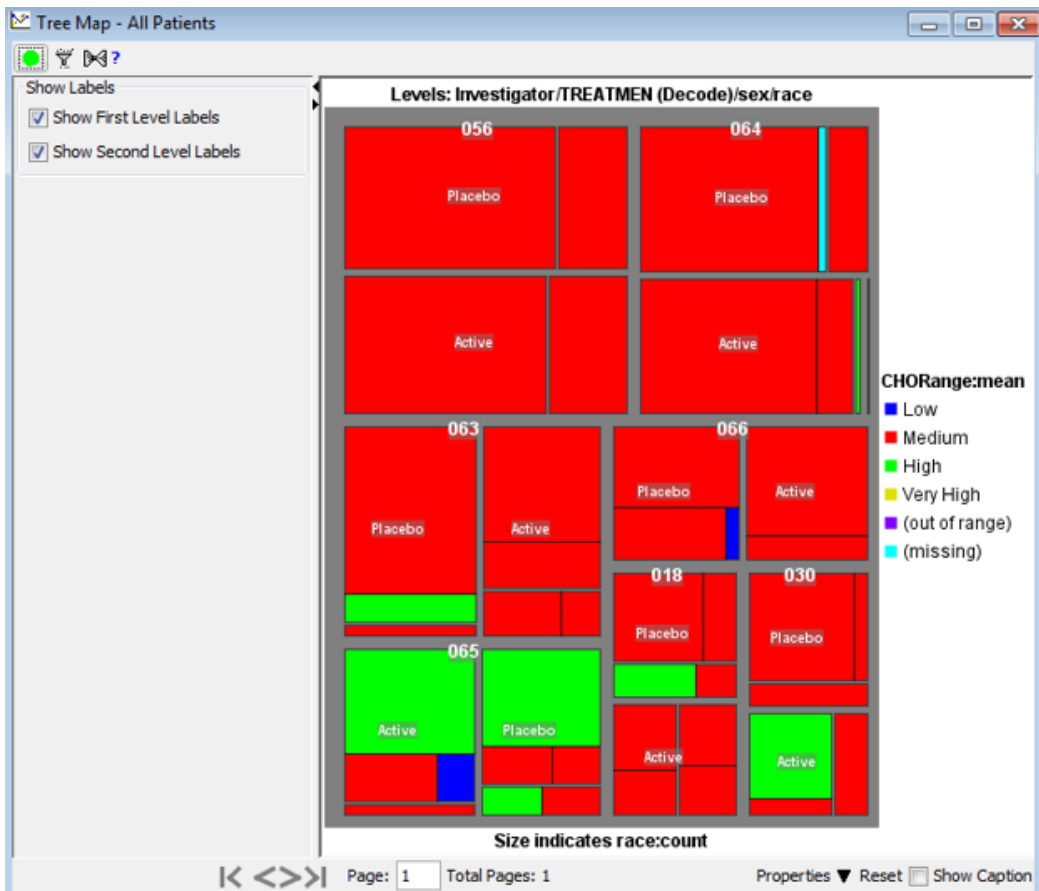 Tree Map - All Patients
?
Show Labels
Show First Level Labels
Show Second Level Labels
Levels: Investigator/TREATMEN (Decode)/sex/race
056
064
Placebo
Placebo
Active
Active
063
066
Placebo
Active
Placebo
Active
018
030
Placebo
Placebo
065
Active
Placebo
Active
Active
CHORange:mean
Low
Medium
High
Very High
(out of range)
(missing)
Size indicates race:count
Page: 1 Total Pages: 1 Properties ▼ Reset Show Caption